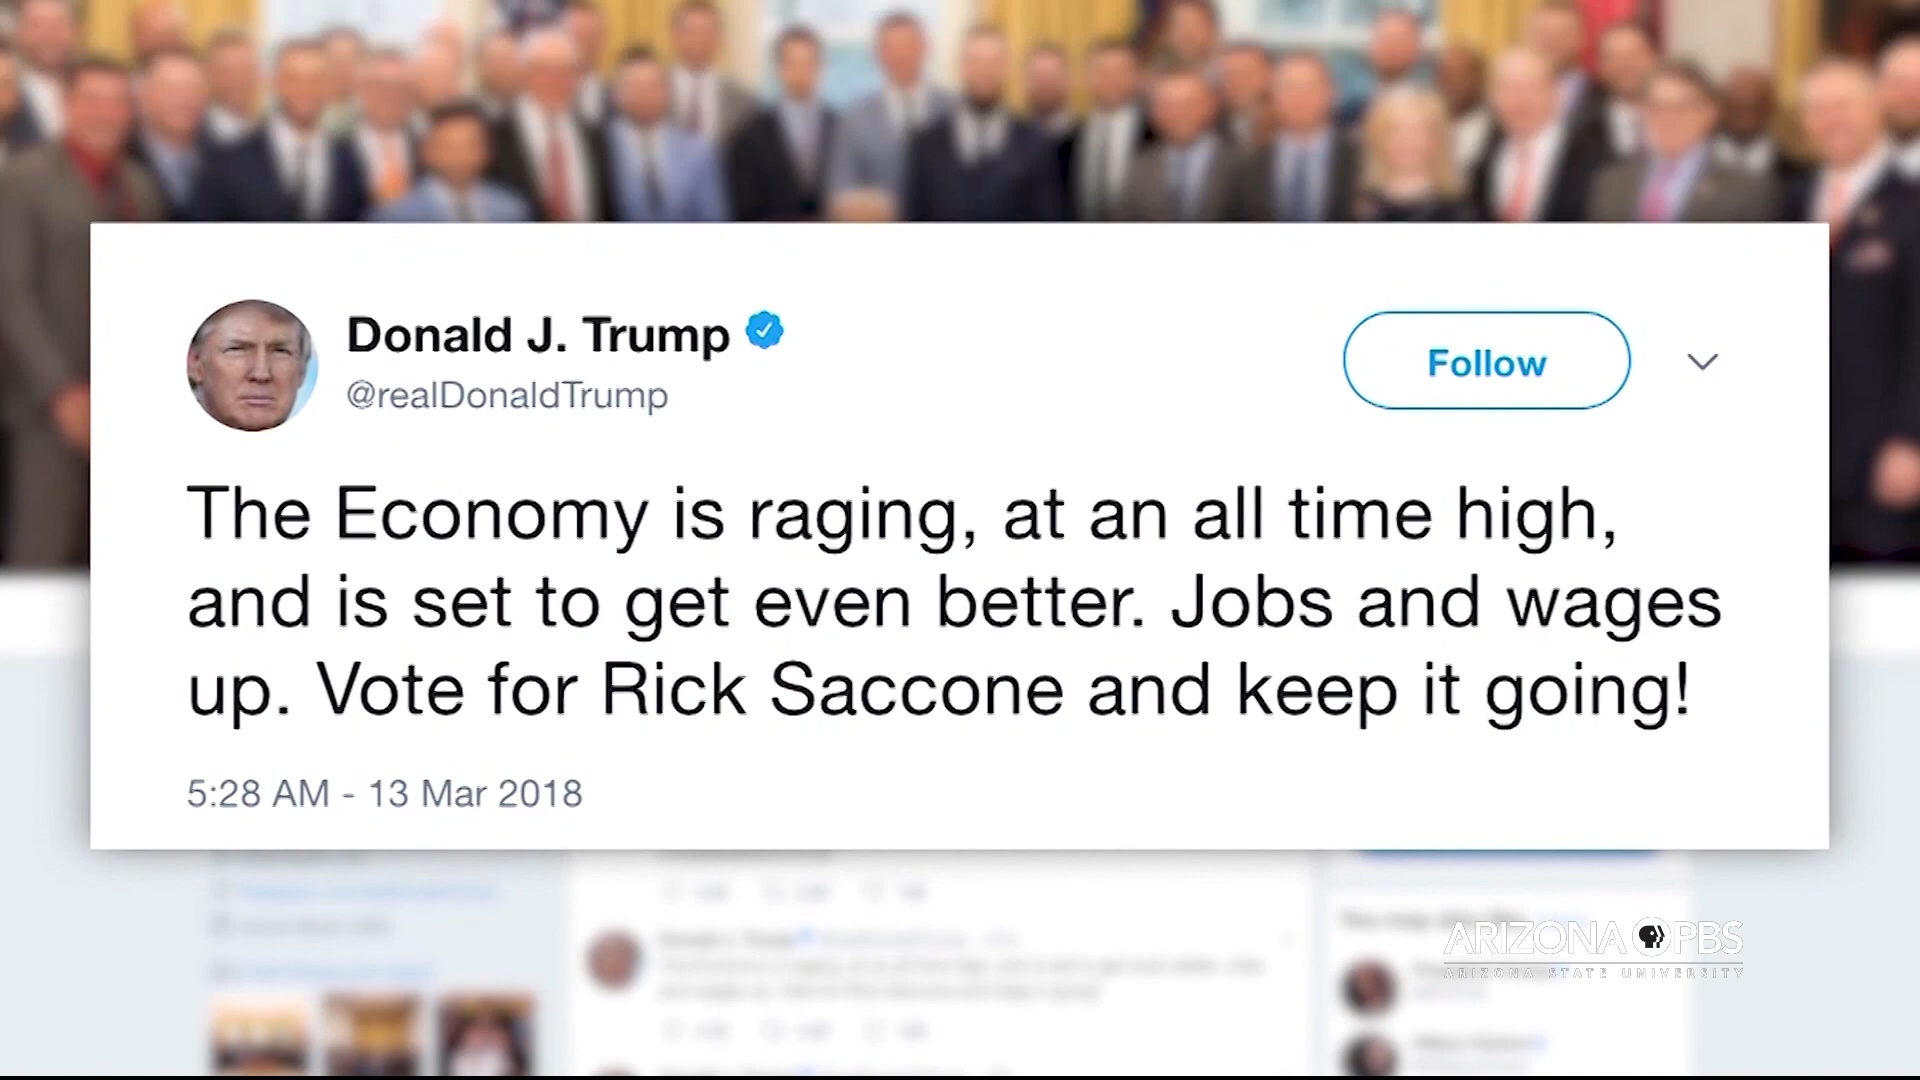 Donald J. Trump
@realDonaldTrump
Follow
The Economy is raging, at an all time high,
and is set to get even better. Jobs and wages
up. Vote for Rick Saccone and keep it going!
5:28 AM - 13 Mar 2018
ARIZONA PBS
ARIZONA STATE UNIVERSITY